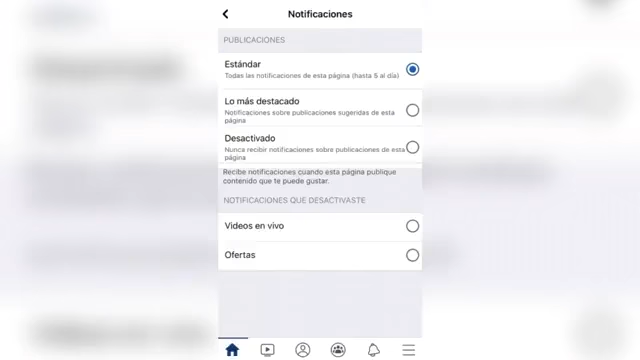 Notificaciones
PUBLICACIONES
Estándar
Todas las notificaciones de esta página (hasta 5 al día)
Lo más destacado
Notificaciones sobre publicaciones sugeridas de esta
página
Desactivado
Nunca recibir notificaciones sobre publicaciones de esta
página
Recibe notificaciones cuando esta página publique
contenido que te puede gustar.
NOTIFICACIONES QUE DESACTIVASTE
Videos en vivo
Ofertas